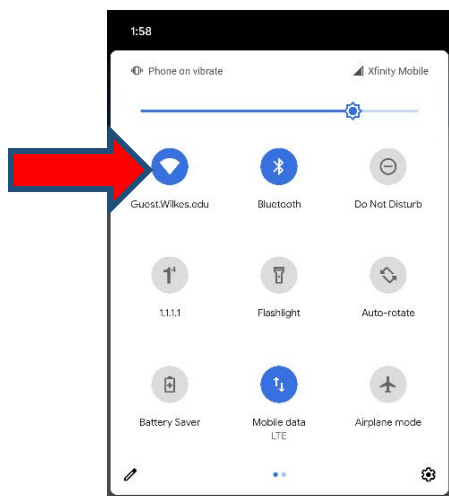 1:58
Phone on vibrate
Xfinity Mobile
Guest.Wilkes.edu
Bluetooth
Do Not Disturb
1⁴
1.1.1.1
Flashlight
Auto-rotate
Battery Saver
Mobile data
LTE
Airplane mode